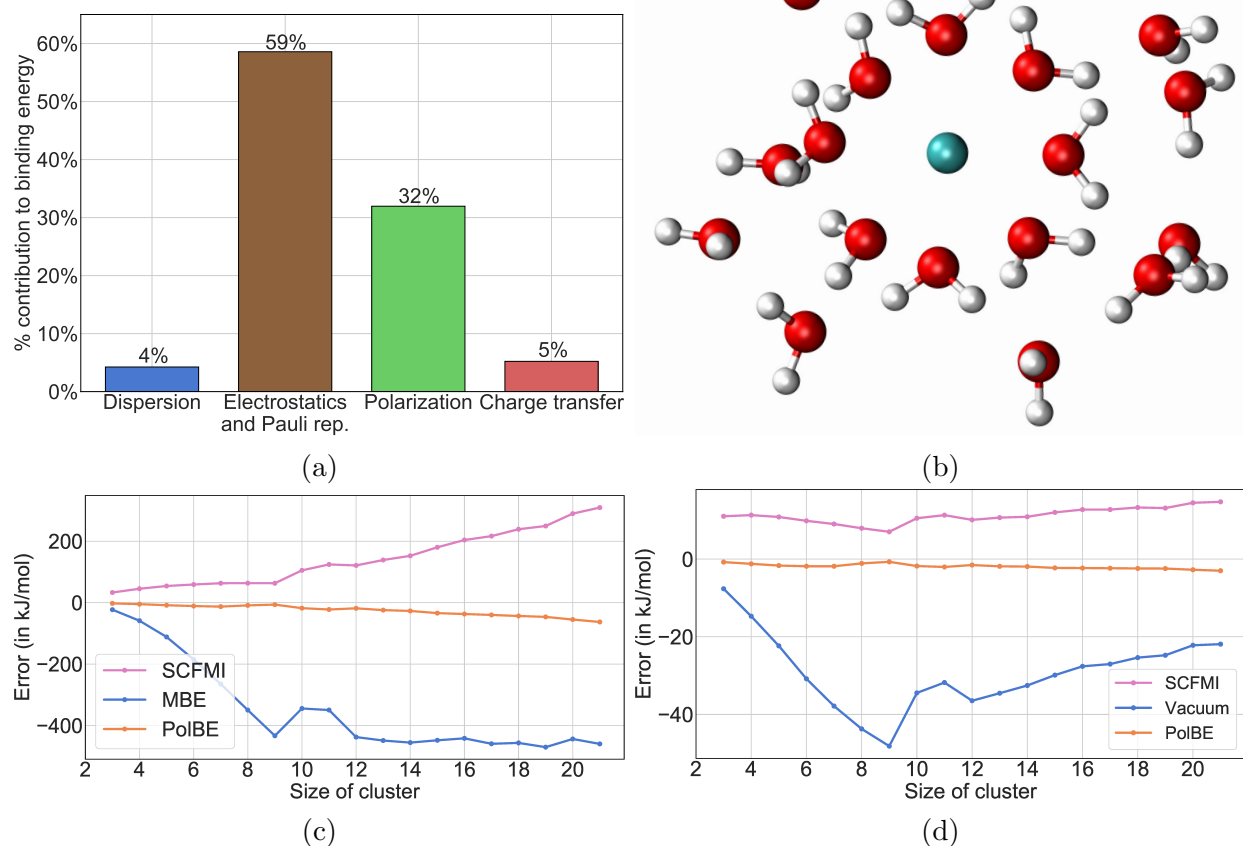 % contribution to binding energy
60%
50%
40%
30%
20%
10%
0%
4%
59%
32%
5%
Dispersion
Electrostatics
and Pauli rep.
Polarization
Charge transfer
(a)
(b)
Error (in kJ/mol)
200
0
−200
−400
SCFMI
MBE
PolBE
2 4 6 8 10 12 14 16 18 20
Size of cluster
(c)
Error (in kJ/mol)
0
−20
−40
SCFMI
Vacuum
PolBE
2 4 6 8 10 12 14 16 18 20
Size of cluster
(d)